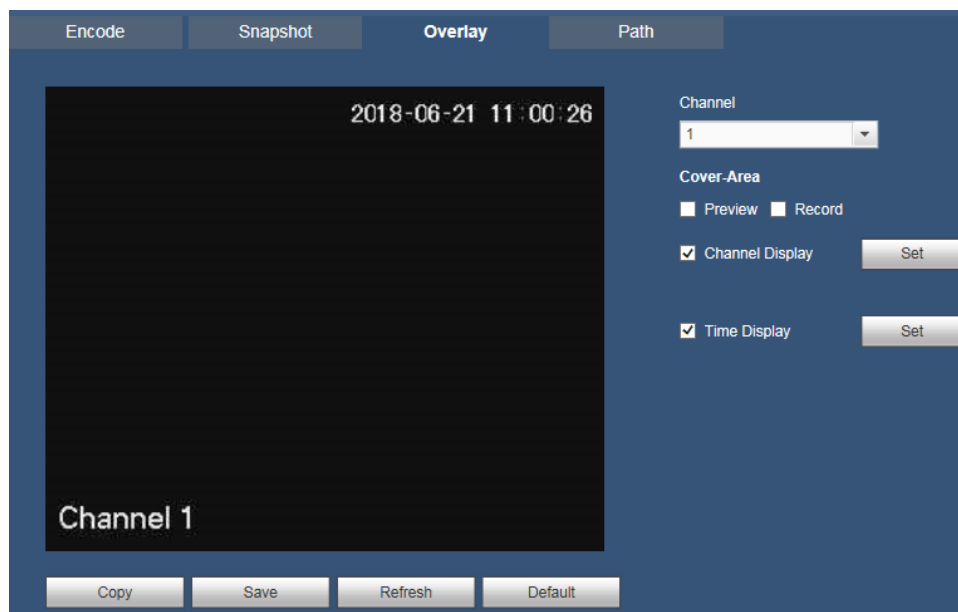 Encode Snapshot Overlay Path
2018-06-21 11:00:26
Channel
1
Cover-Area
Preview Record
Channel Display Set
Time Display Set
Channel 1
Copy Save Refresh Default